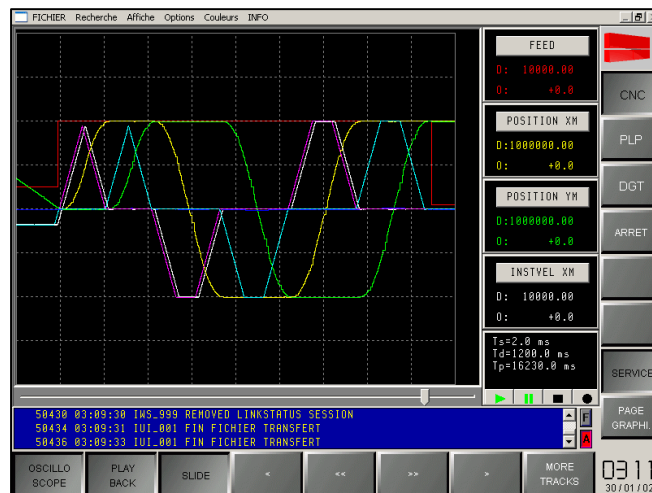 FICHIER Recherche Affiche Options Couleurs INFO
FEED
D: 10000.00
O: +0.0
POSITION XM
D:1000000.00
O: +0.0
POSITION YM
D:1000000.00
O: +0.0
INSTVEL XM
D: 10000.00
O: +0.0
Ts=2.0 ms
Td=1200.0 ms
Tp=16230.0 ms
CNC
PLP
DGT
ARRET
SERVICE
PAGE
GRAPHI.
50430 03:09:30 IWS_999 REMOVED LINKSTATUS SESSION
50434 03:09:31 IUI_001 FIN FICHIER TRANSFERT
50436 03:09:33 IUI_001 FIN FICHIER TRANSFERT
F
A
OSCILLO
SCOPE
PLAY
BACK
SLIDE
<
<<
>>
>
MORE
TRACKS
0311
30/01/02